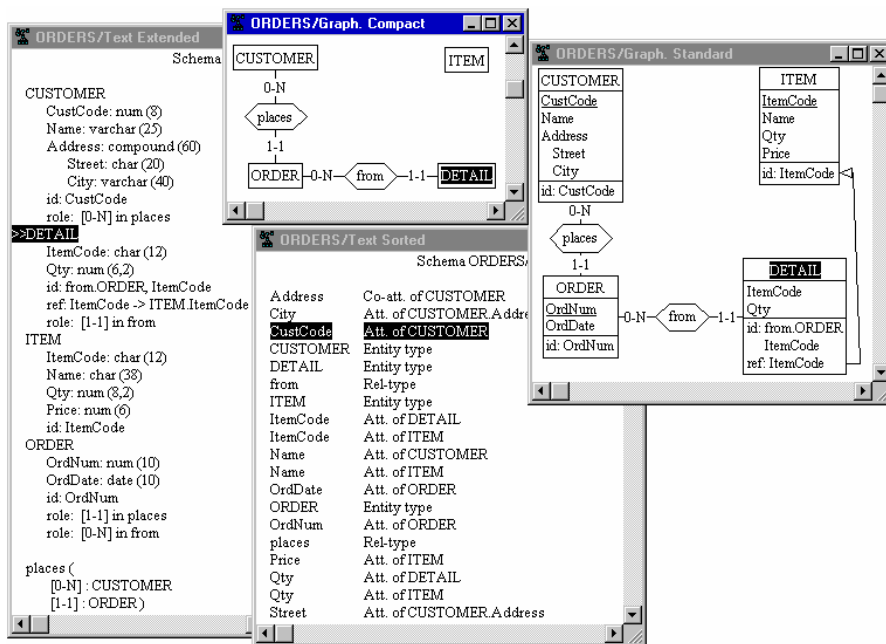 ORDERS/Text Extended
Schema
CUSTOMER
CustCode: num (8)
Name: varchar (25)
Address: compound (60)
Street: char (20)
City: varchar (40)
id: CustCode
role: [0-N] in places
>>DETAIL
ItemCode: char (12)
Qty: num (6,2)
id: from.ORDER, ItemCode
ref: ItemCode -> ITEM.ItemCode
role: [1-1] in from
ITEM
ItemCode: char (12)
Name: char (38)
Qty: num (8,2)
Price: num (6)
id: ItemCode
ORDER
OrdNum: num (10)
OrdDate: date (10)
id: OrdNum
role: [1-1] in places
role: [0-N] in from
places (
[0-N] : CUSTOMER
[1-1] : ORDER )
ORDERS/Graph. Compact
CUSTOMER
ITEM
0-N
places
1-1
ORDER 0-N from 1-1 DETAIL
ORDERS/Text Sorted
Schema ORDERS/
Address Co-att. of CUSTOMER
City Att. of CUSTOMER.Addre
CustCode Att. of CUSTOMER
CUSTOMER Entity type
DETAIL Entity type
from Rel-type
ITEM Entity type
ItemCode Att. of DETAIL
ItemCode Att. of ITEM
Name Att. of CUSTOMER
Name Att. of ITEM
OrdDate Att. of ORDER
ORDER Entity type
OrdNum Att. of ORDER
places Rel-type
Price Att. of ITEM
Qty Att. of DETAIL
Qty Att. of ITEM
Street Att. of CUSTOMER.Address
ORDERS/Graph. Standard
CUSTOMER
CustCode
Name
Address
Street
City
id: CustCode
ITEM
ItemCode
Name
Qty
Price
id: ItemCode
0-N
places
1-1
ORDER
OrdNum
OrdDate
id: OrdNum
0-N from 1-1
DETAIL
ItemCode
Qty
id: from.ORDER
ItemCode
ref: ItemCode